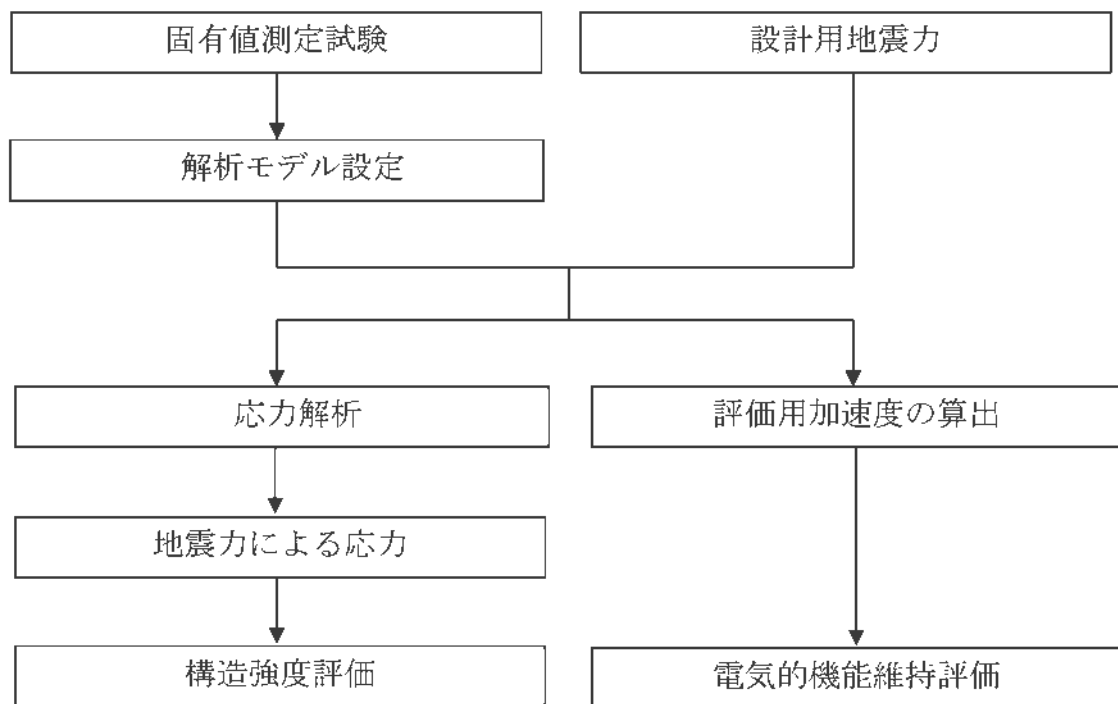 固有値測定試験
設計用地震力
解析モデル設定
応力解析
評価用加速度の算出
地震力による応力
構造強度評価
電気的機能維持評価